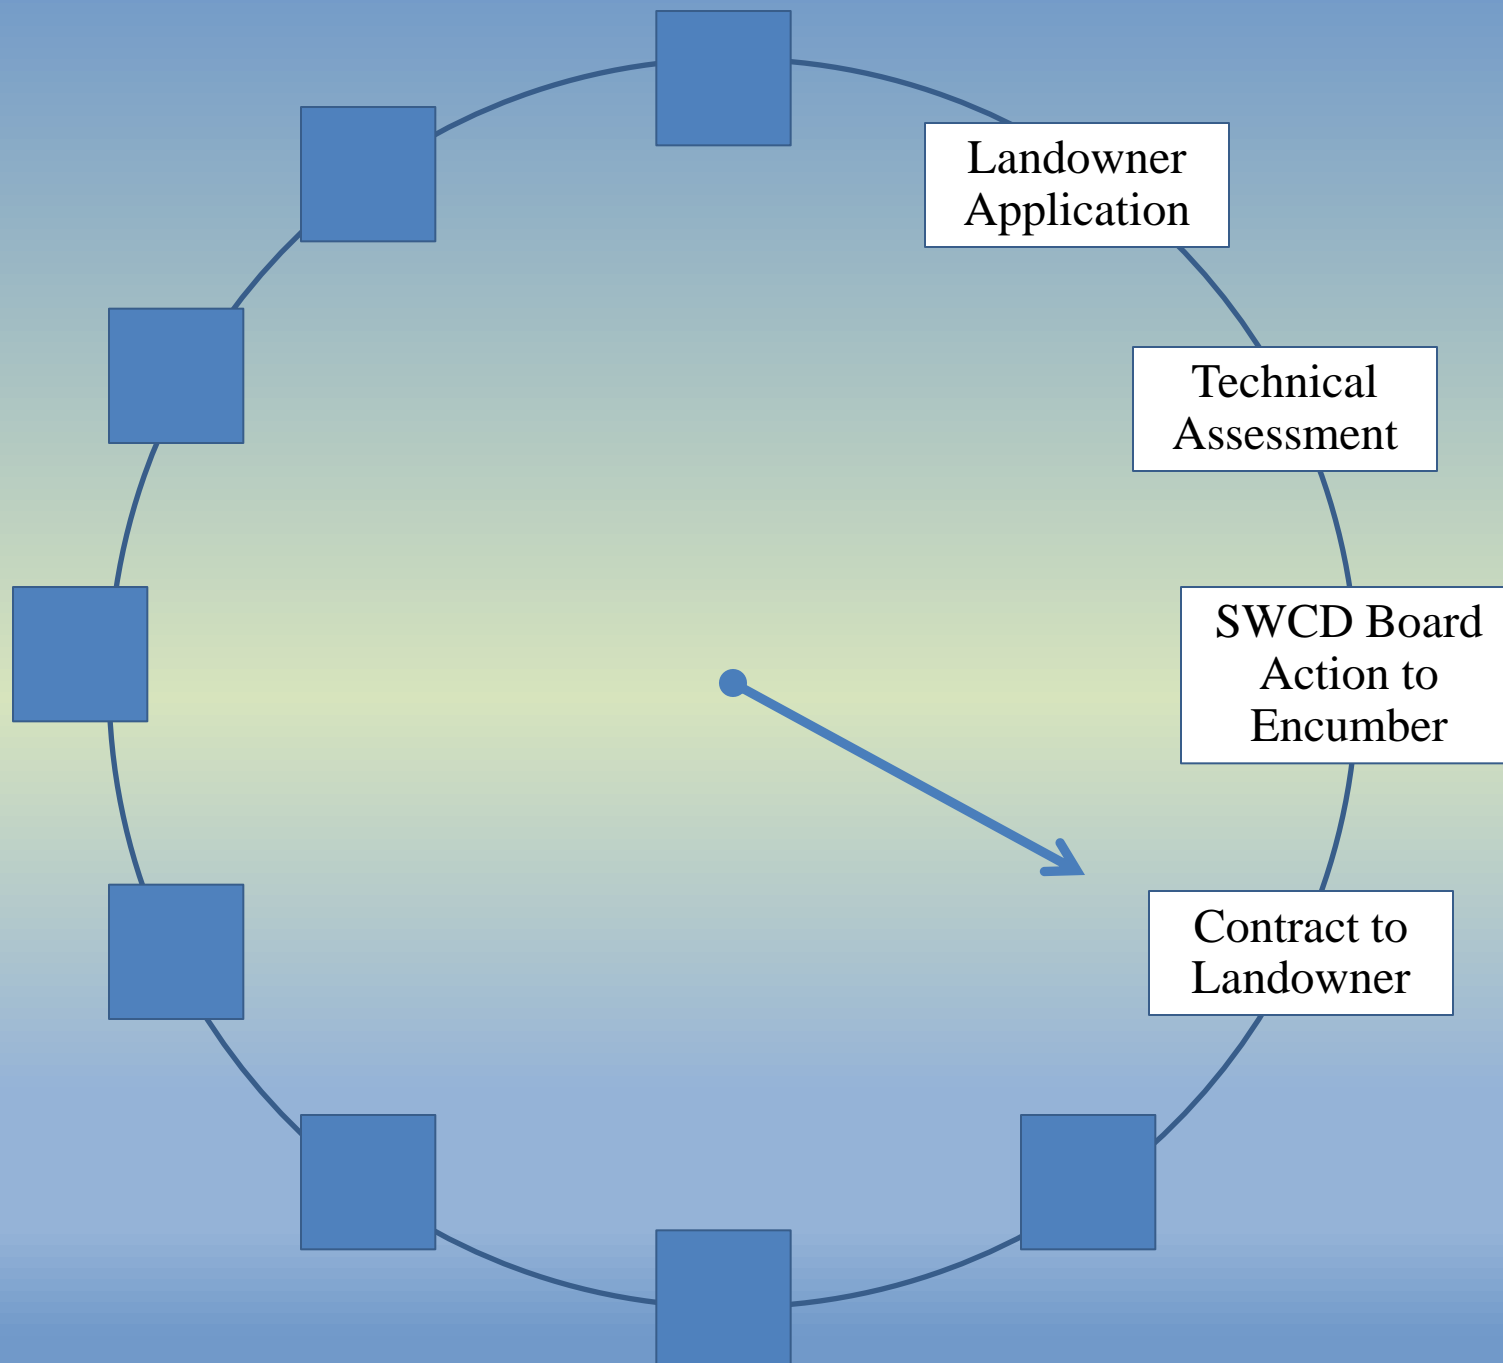 Landowner
Application
Technical
Assessment
SWCD Board
Action to
Encumber
Contract to
Landowner